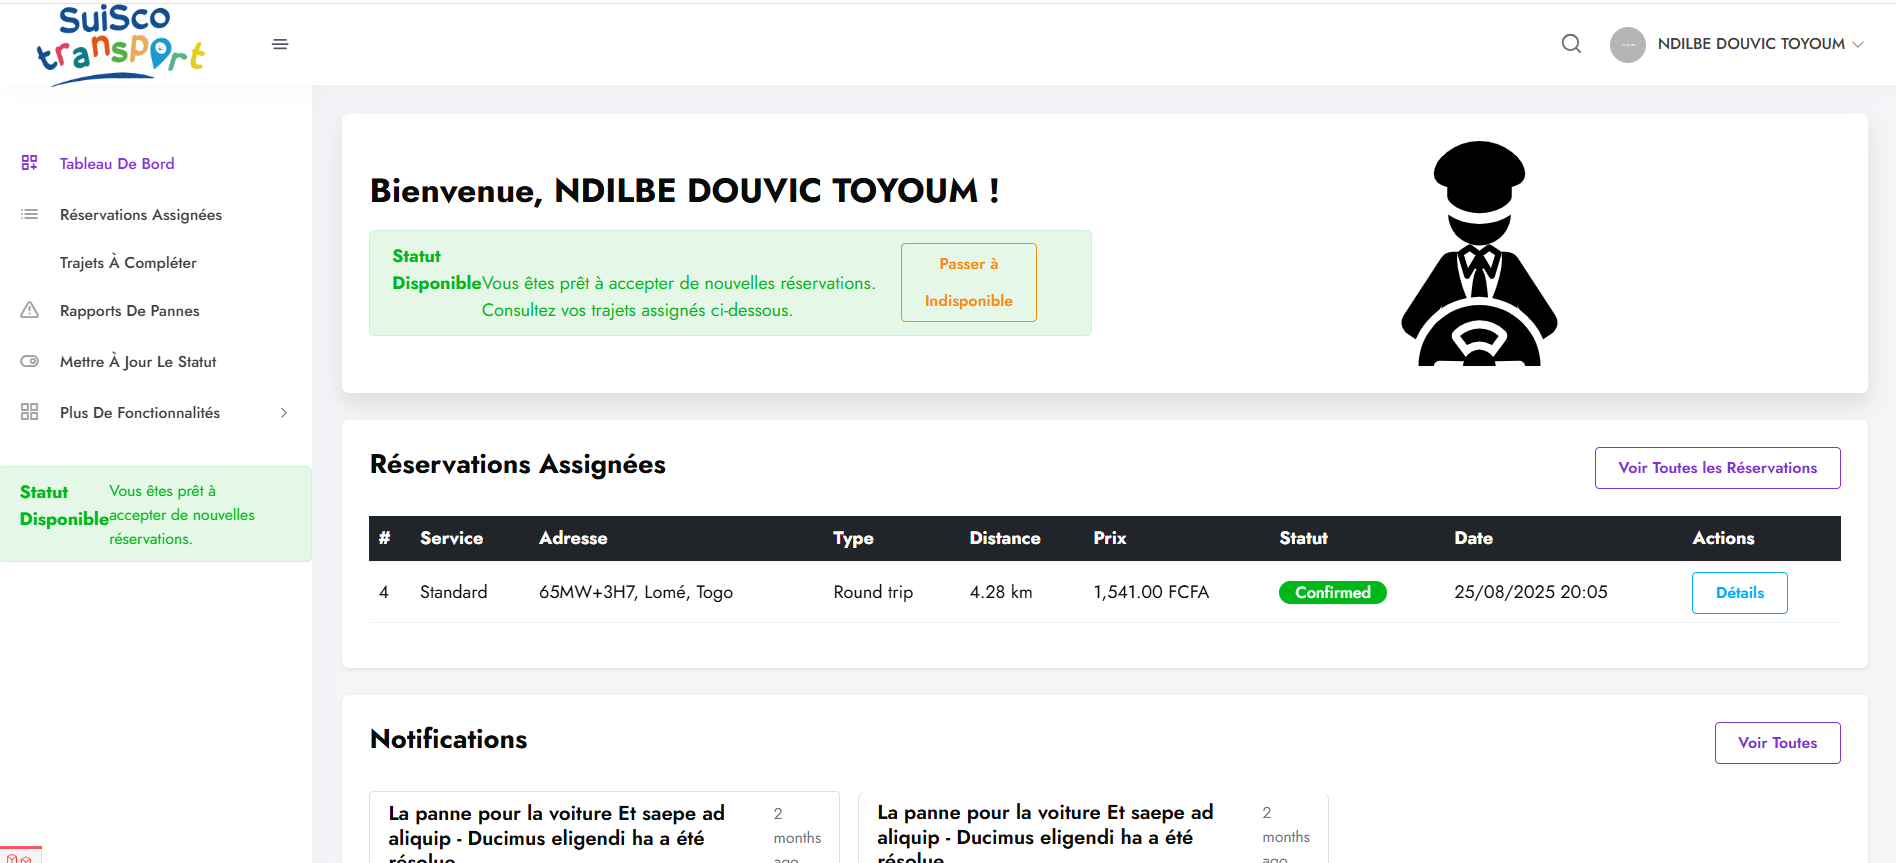 SuiSco
transport
NDILBE DOUVIC TOYOUM
Tableau De Bord
Réservations Assignées
Trajets À Compléter
Rapports De Pannes
Mettre À Jour Le Statut
Plus De Fonctionnalités
Statut
Disponible
Vous êtes prêt à
accepter de nouvelles
réservations.
Bienvenue, NDILBE DOUVIC TOYOUM !
Statut
Disponible
Vous êtes prêt à accepter de nouvelles réservations.
Consultez vos trajets assignés ci-dessous.
Passer à
Indisponible
Réservations Assignées
Voir Toutes les Réservations
# Service Adresse Type Distance Prix Statut Date Actions
4 Standard 65MW+3H7, Lomé, Togo Round trip 4.28 km 1,541.00 FCFA Confirmed 25/08/2025 20:05 Détails
Notifications
Voir Toutes
La panne pour la voiture Et saepe ad
aliquip - Ducimus eligendi ha a été
résolue
2
months
ago
La panne pour la voiture Et saepe ad
aliquip - Ducimus eligendi ha a été
résolue
2
months
ago